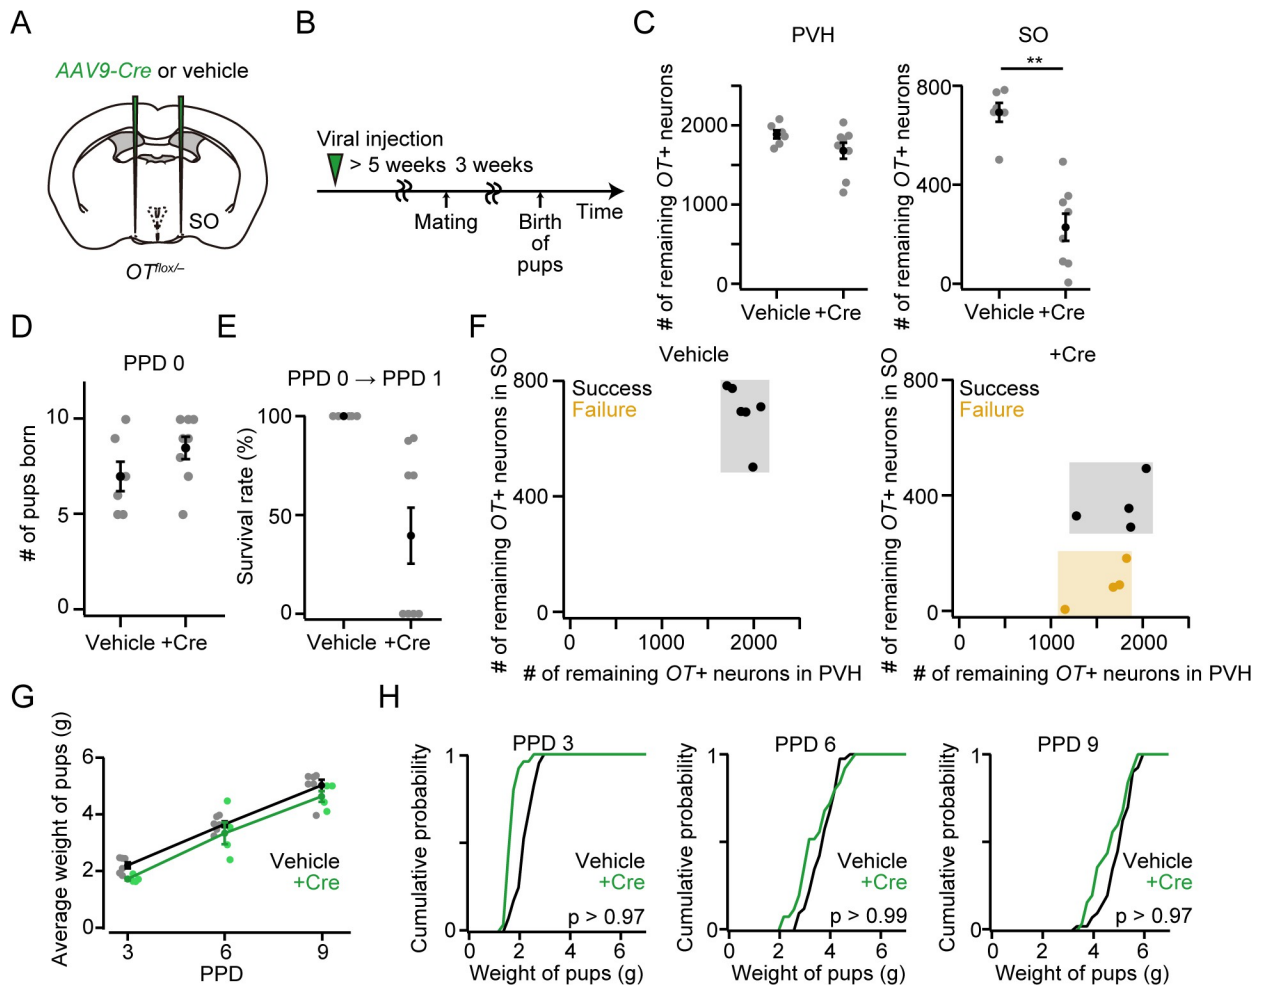 A
AAV9-Cre or vehicle
SO
OTflox/–
B
Viral injection
> 5 weeks 3 weeks
Mating
Birth
of
pups
Time
C
PVH
# of remaining OT+ neurons
2000
1000
0
Vehicle +Cre
SO
**
# of remaining OT+ neurons
800
400
0
Vehicle +Cre
D
PPD 0
# of pups born
10
5
0
Vehicle +Cre
E
PPD 0 → PPD 1
Survival rate (%)
100
50
0
Vehicle +Cre
F
Vehicle
# of remaining OT+ neurons in SO
800
400
0
Success
Failure
0 1000 2000
# of remaining OT+ neurons in PVH
+Cre
# of remaining OT+ neurons in SO
800
400
0
Success
Failure
0 1000 2000
# of remaining OT+ neurons in PVH
G
Average weight of pups (g)
6
4
2
0
Vehicle
+Cre
3 6 9
PPD
H
PPD 3
Cumulative probability
1
0
Vehicle
+Cre
p > 0.97
0 2 4 6
Weight of pups (g)
PPD 6
Cumulative probability
1
0
Vehicle
+Cre
p > 0.99
0 2 4 6
Weight of pups (g)
PPD 9
Cumulative probability
1
0
Vehicle
+Cre
p > 0.97
0 2 4 6
Weight of pups (g)